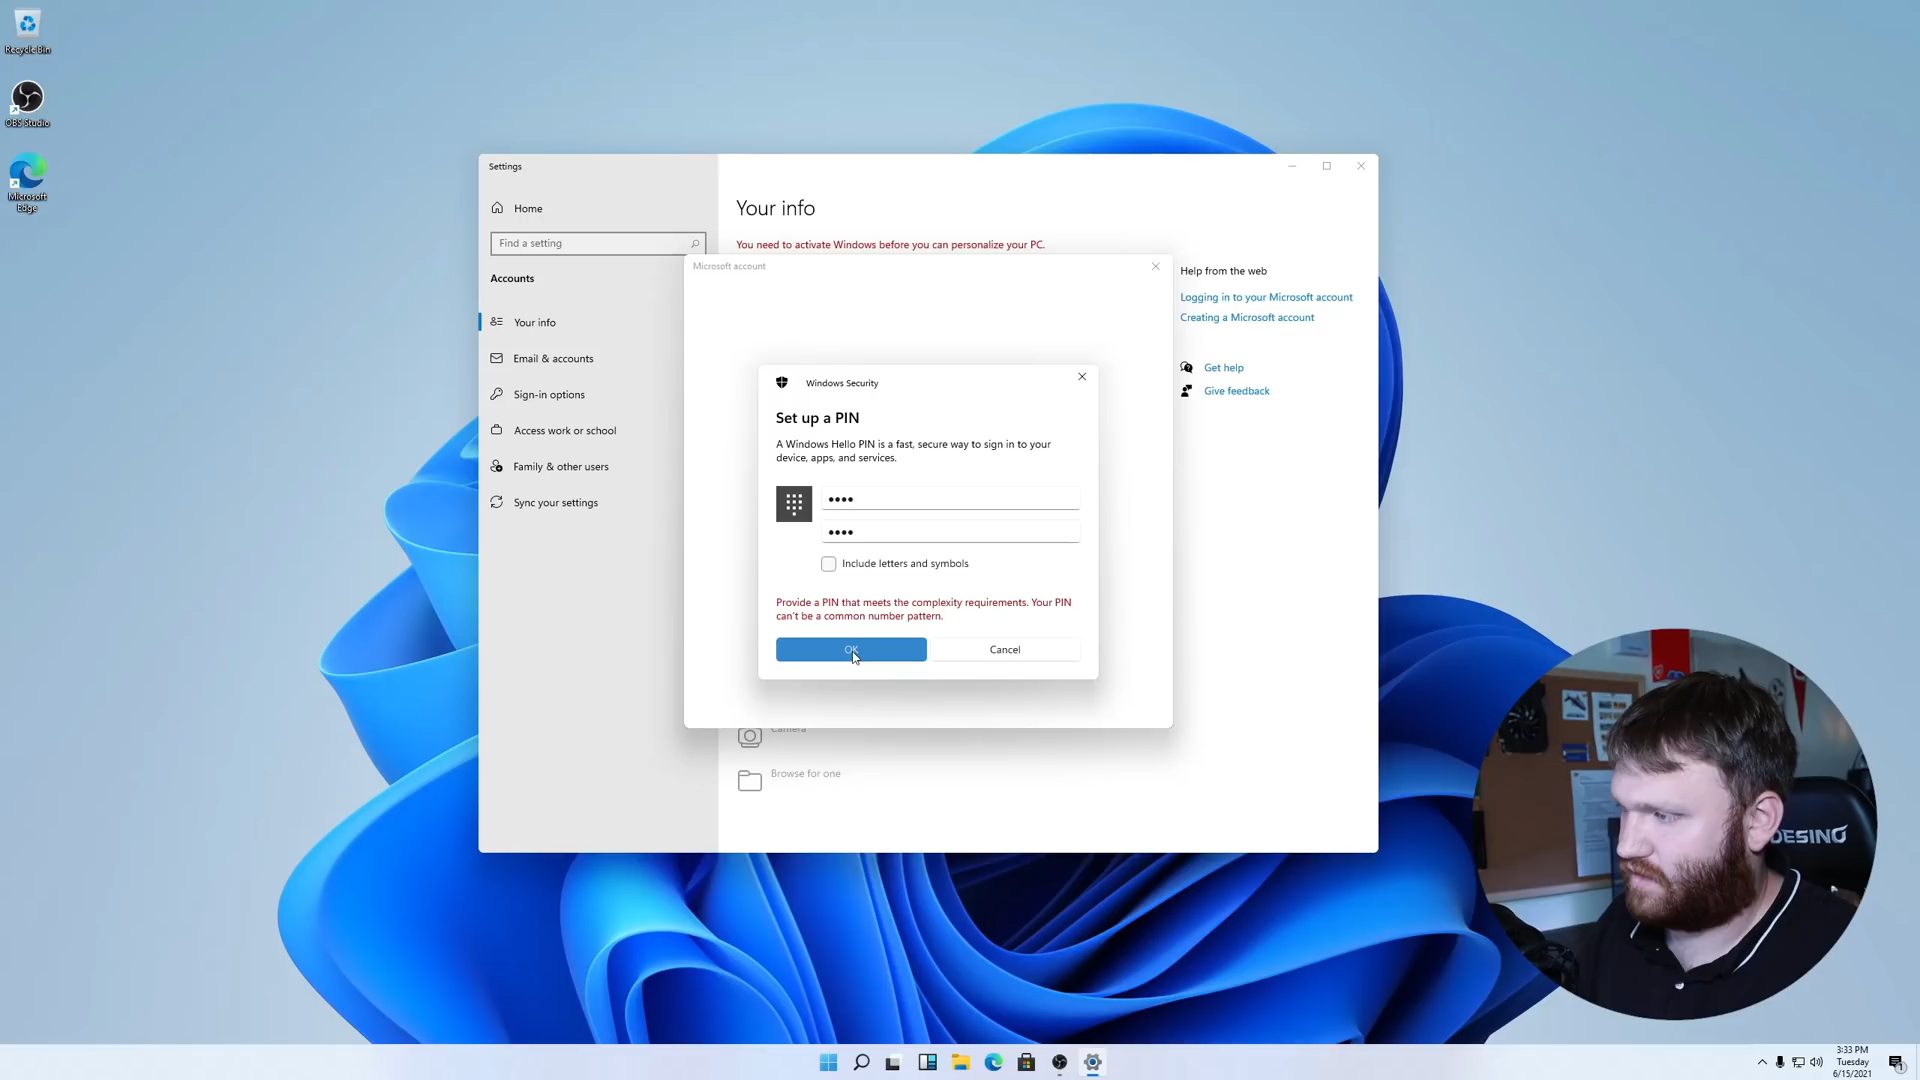 Recycle Bin
OBS Studio
Microsoft
Edge
Settings
Home
Find a setting
Accounts
Your info
Email & accounts
Sign-in options
Access work or school
Family & other users
Sync your settings
Your info
You need to activate Windows before you can personalize your PC.
Microsoft account
Windows Security
Set up a PIN
A Windows Hello PIN is a fast, secure way to sign in to your
device, apps, and services.
••••
••••
Include letters and symbols
Provide a PIN that meets the complexity requirements. Your PIN
can't be a common number pattern.
OK
Cancel
Camera
Browse for one
Help from the web
Logging in to your Microsoft account
Creating a Microsoft account
Get help
Give feedback
DESINO
3:33 PM
Tuesday
6/15/2021
1